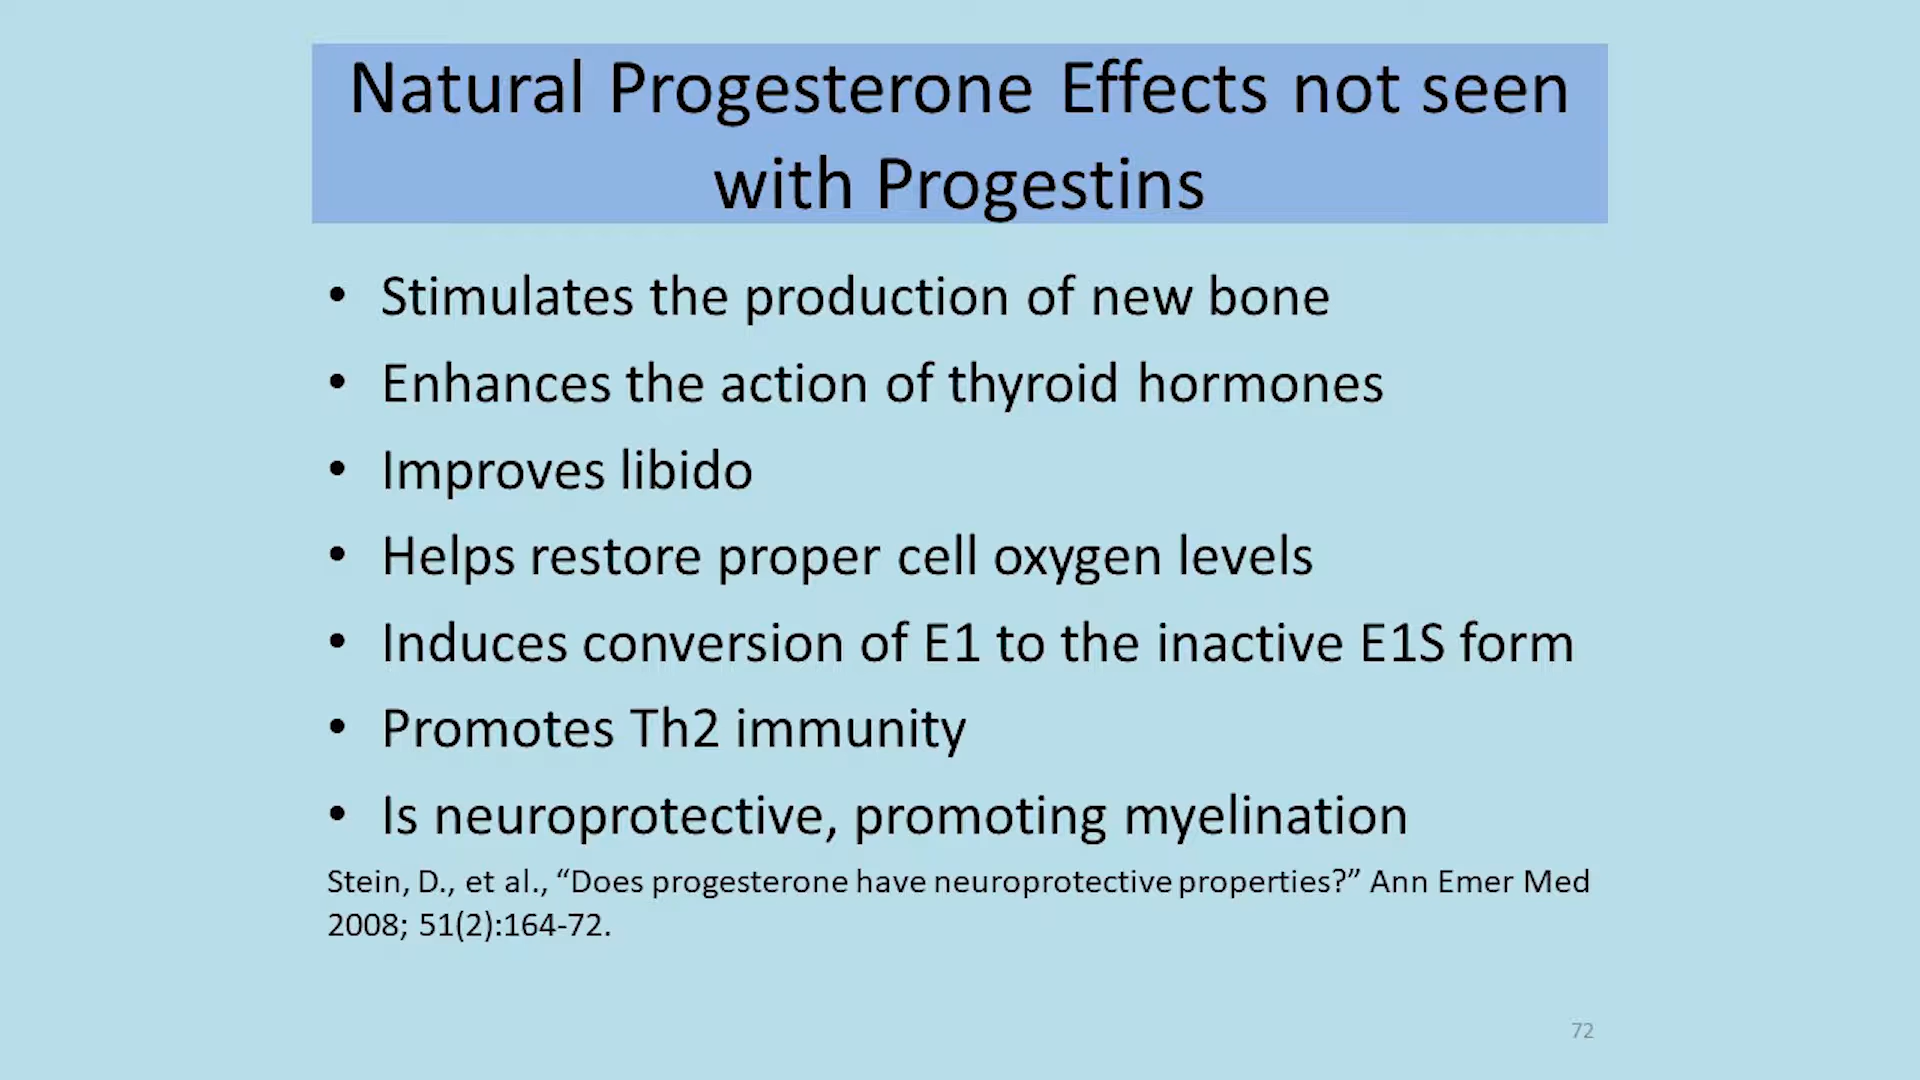 Natural Progesterone Effects not seen
with Progestins
• Stimulates the production of new bone
• Enhances the action of thyroid hormones
• Improves libido
• Helps restore proper cell oxygen levels
• Induces conversion of E1 to the inactive E1S form
• Promotes Th2 immunity
• Is neuroprotective, promoting myelination
Stein, D., et al., “Does progesterone have neuroprotective properties?” Ann Emer Med
2008; 51(2):164-72.
72